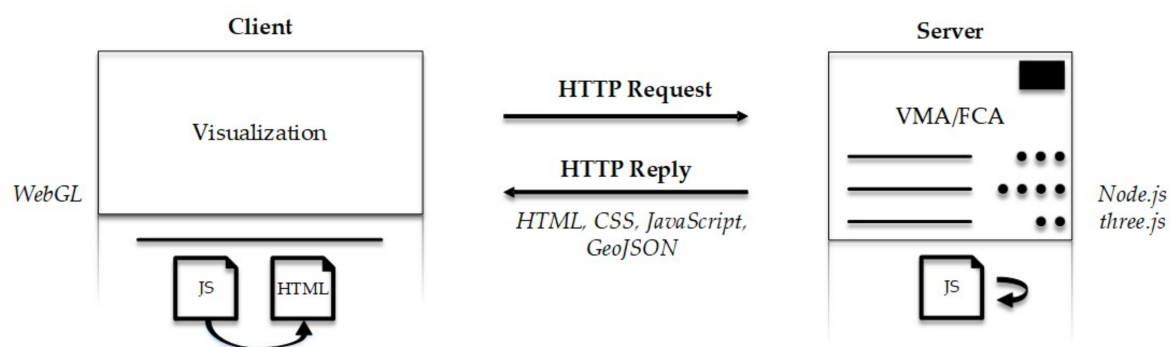 Client
Server
HTTP Request
Visualization
VMA/FCA
HTTP Reply
WebGL
HTML, CSS, JavaScript,
GeoJSON
Node.js
three.js
JS
HTML
JS